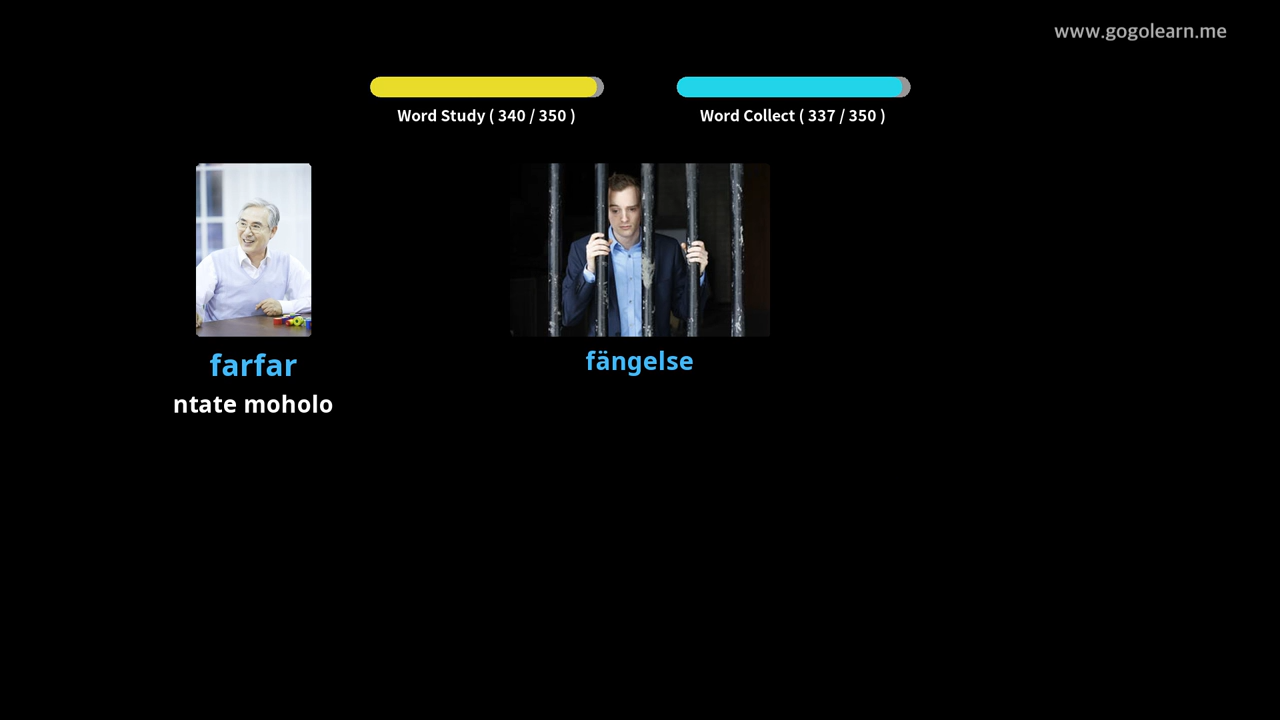 www.gogolearn.me
Word Study ( 340 / 350 )
Word Collect ( 337 / 350 )
farfar
ntate moholo
fängelse